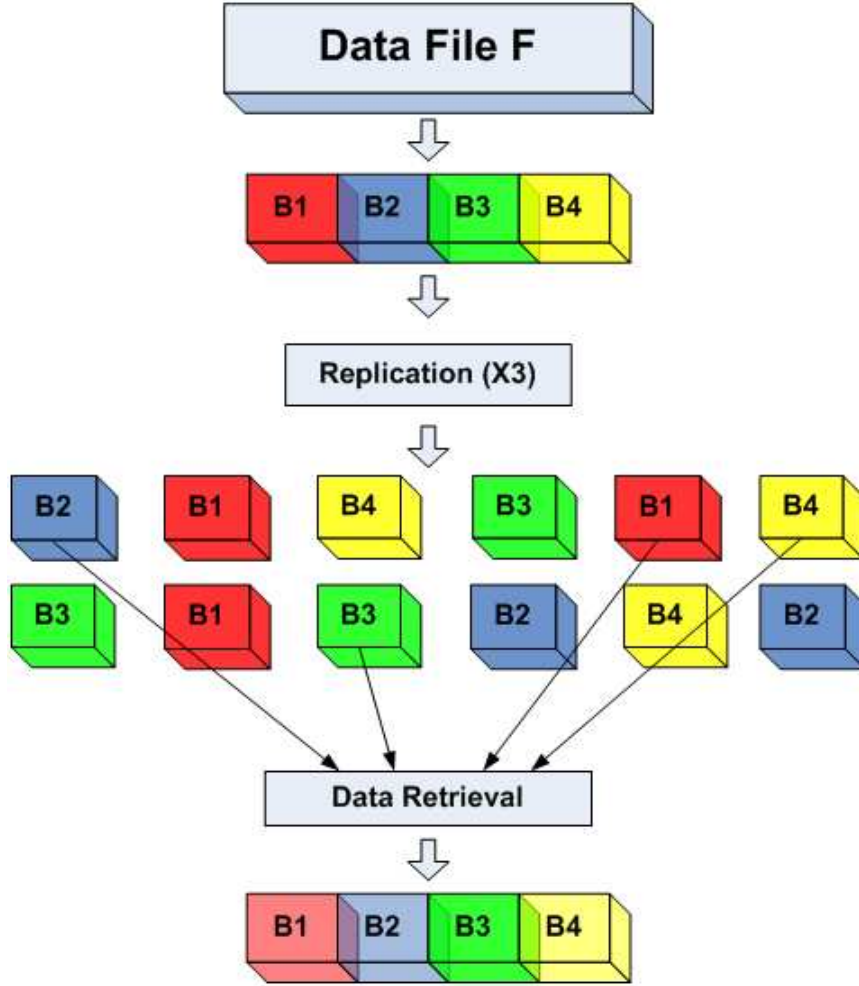 Data File F
B1 B2 B3 B4
Replication (X3)
B2 B1 B4 B3 B1 B4
B3 B1 B3 B2 B4 B2
Data Retrieval
B1 B2 B3 B4